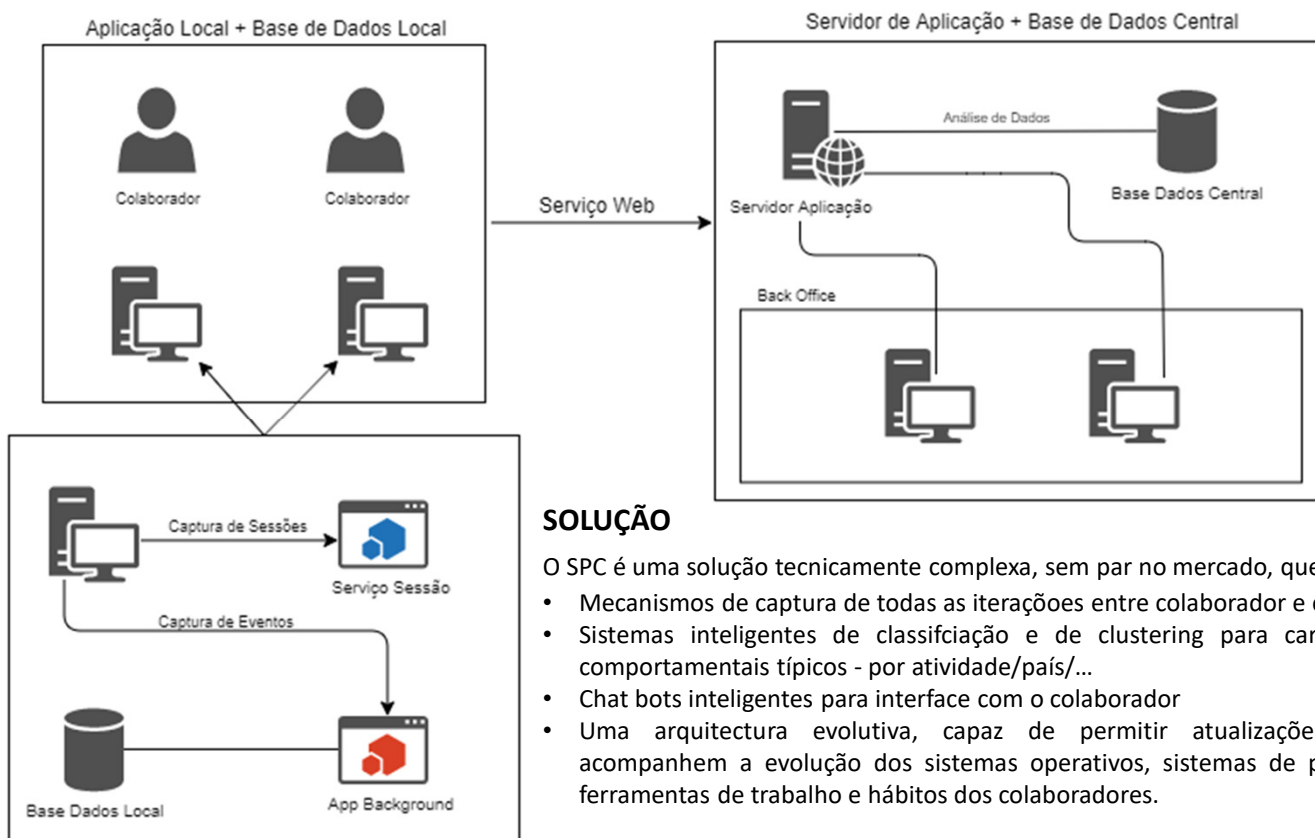 Aplicação Local + Base de Dados Local
Servidor de Aplicação + Base de Dados Central
Colaborador
Colaborador
Serviço Web
Análise de Dados
Servidor Aplicação
Base Dados Central
Back Office
Captura de Sessões
Serviço Sessão
Captura de Eventos
Base Dados Local
App Background
SOLUÇÃO
O SPC é uma solução tecnicamente complexa, sem par no mercado, que
• Mecanismos de captura de todas as iteraçõoes entre colaborador e
• Sistemas inteligentes de classifciação e de clustering para
comportamentais típicos - por atividade/país/…
• Chat bots inteligentes para interface com o colaborador
• Uma arquitectura evolutiva, capaz de permitir
acompanhem a evolução dos sistemas operativos, sistemas de
ferramentas de trabalho e hábitos dos colaboradores.